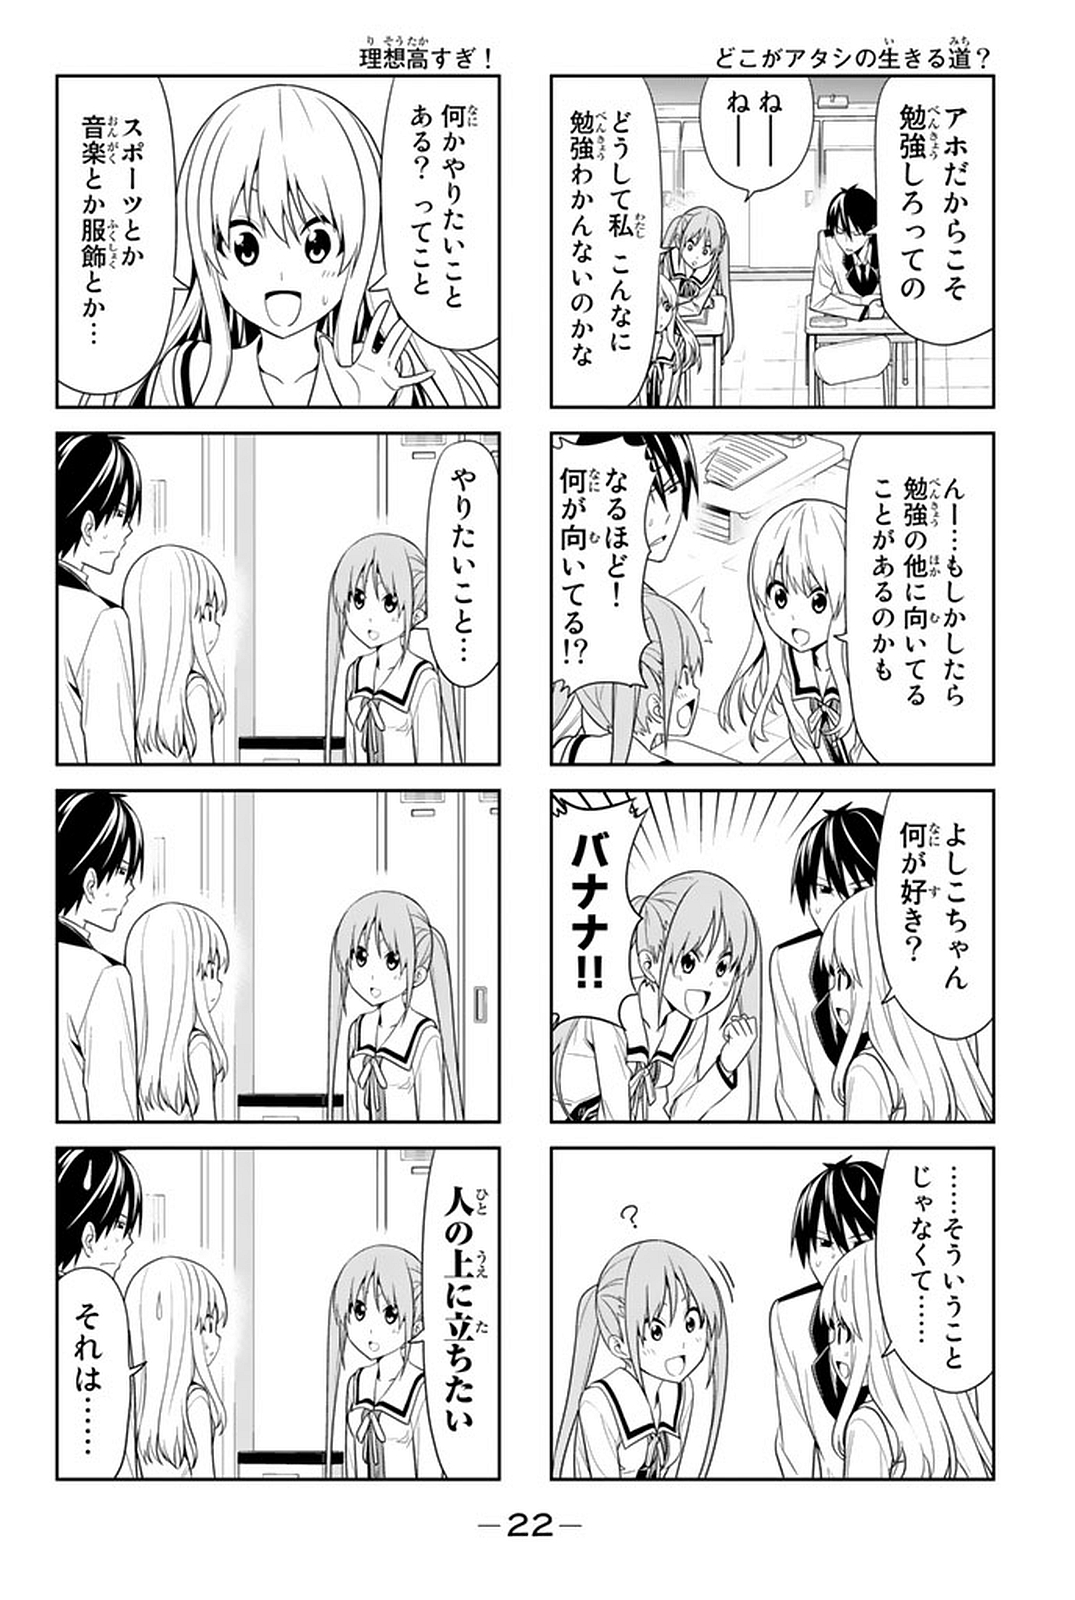 どこがアタシの生きる道？
アホだからこそ
勉強しろっての
ねーー
ねーー
どうして私 こんなに
勉強わかんないのかな
んー…もしかしたら
勉強の他に向いてる
ことがあるのかも
なるほど！
何が向いてる!?
よしこちゃん
何が好き？
バナナ!!
……そういうこと
じゃなくて……
？
理想高すぎ！
何かやりたいこと
ある？ ってこと
スポーツとか
音楽とか服飾とか…
やりたいこと…
人の上に立ちたい
それは……
—22—